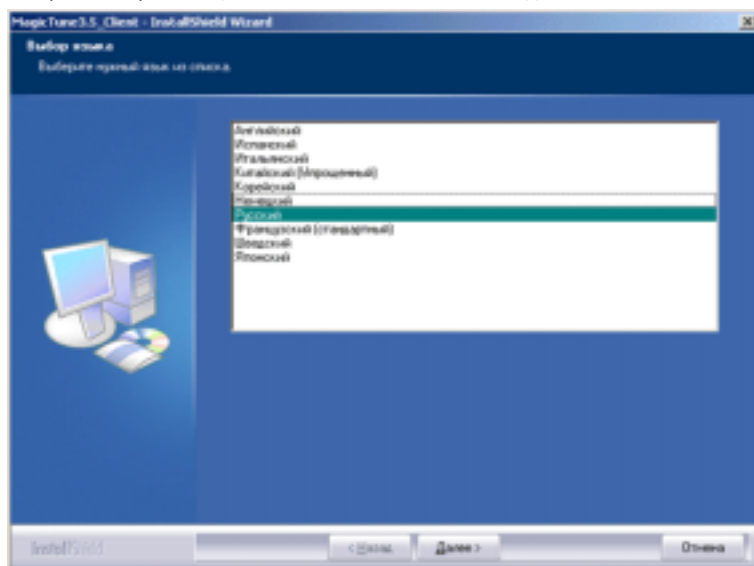 MagicTune3.5_Client - InstallShield Wizard
Выбор языка
Выберите нужный язык из списка.
Английский
Испанский
Итальянский
Китайский (Упрощенный)
Корейский
Немецкий
Русский
Французский (стандартный)
Шведский
Японский
InstallShield
< Назад
Далее >
Отмена